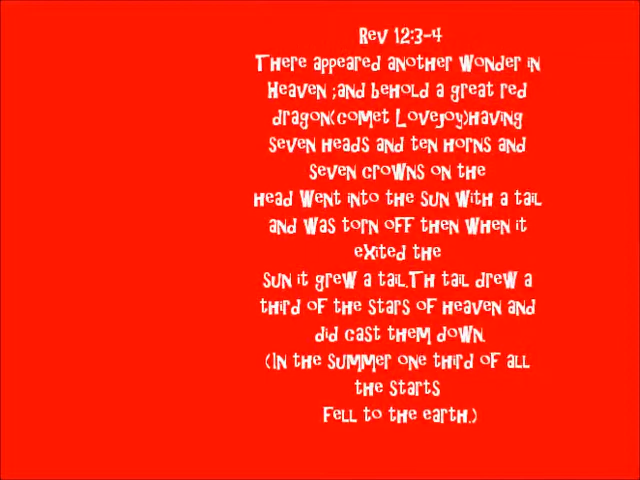 Rev 12:3-4
There appeared another wonder in
Heaven ;and behold a great red
dragon(comet Lovejoy)having
seven heads and ten horns and
seven crowns on the
head went into the sun with a tail
and was torn off then when it
exited the
sun it grew a tail.Th tail drew a
third of the stars of heaven and
did cast them down.
(In the summer one third of all
the starts
Fell to the earth.)